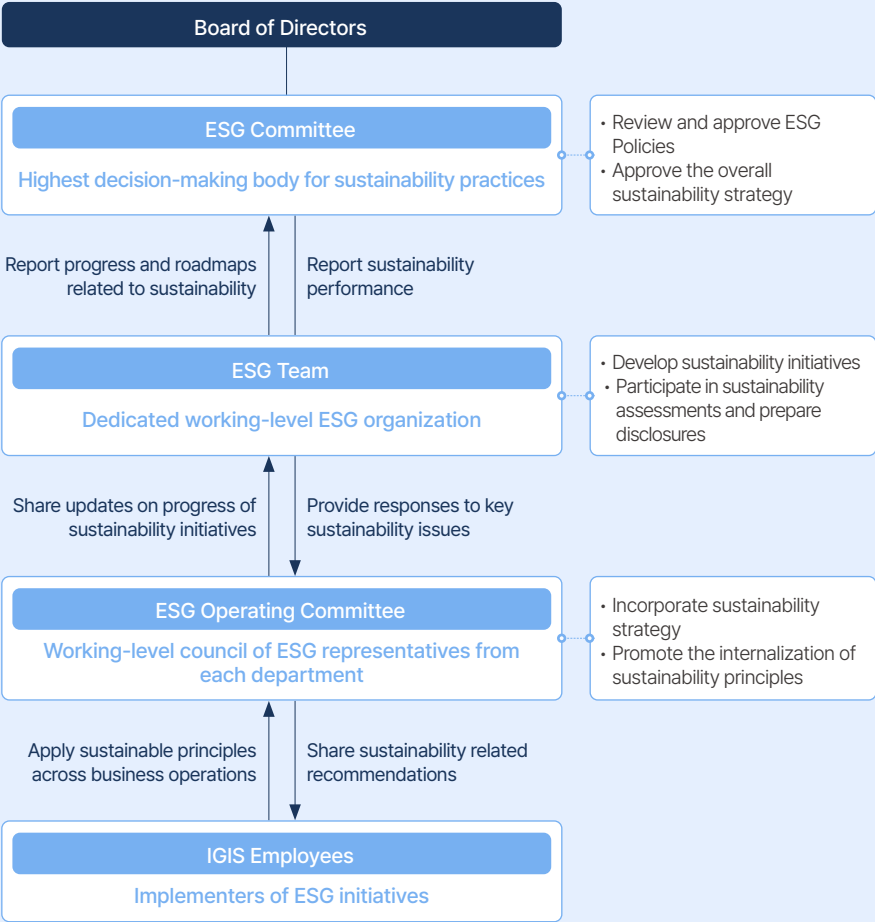 Board of Directors
ESG Committee
Highest decision-making body for sustainability practices
• Review and approve ESG
Policies
• Approve the overall
sustainability strategy
Report progress and roadmaps
related to sustainability
Report sustainability
performance
ESG Team
Dedicated working-level ESG organization
• Develop sustainability initiatives
• Participate in sustainability
assessments and prepare
disclosures
Share updates on progress of
sustainability initiatives
Provide responses to key
sustainability issues
ESG Operating Committee
Working-level council of ESG representatives from
each department
• Incorporate sustainability
strategy
• Promote the internalization of
sustainability principles
Apply sustainable principles
across business operations
Share sustainability related
recommendations
IGIS Employees
Implementers of ESG initiatives